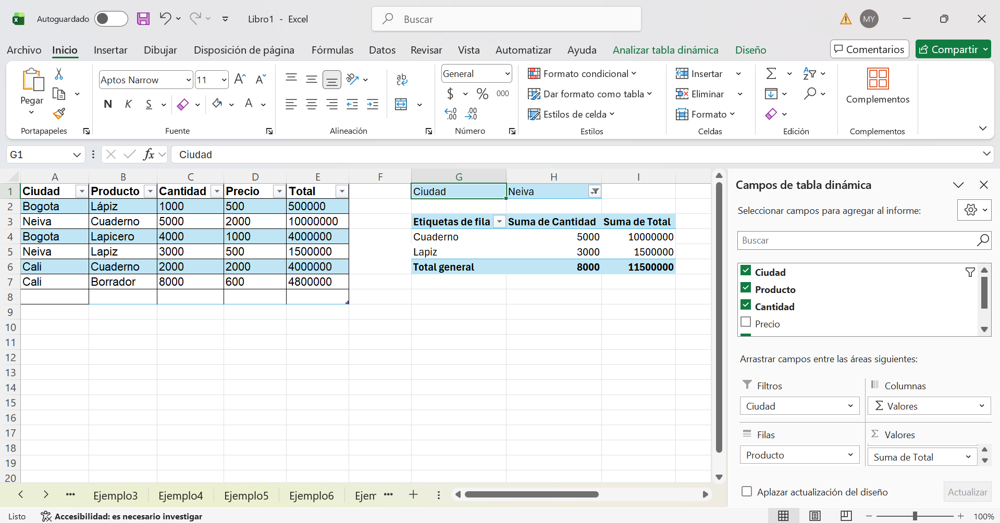 Autoguardado
Libro1 - Excel
Buscar
MY
Archivo Inicio Insertar Dibujar Disposición de página Fórmulas Datos Revisar Vista Automatizar Ayuda Analizar tabla dinámica Diseño
Comentarios
Compartir
Pegar
Portapapeles
Aptos Narrow 11
N K S
Fuente
Alineación
General
$ % 000
Número
Formato condicional
Dar formato como tabla
Estilos de celda
Estilos
Insertar
Eliminar
Formato
Celdas
Edición
Complementos
Complementos
G1
fx
Ciudad
A B C D E F G H I
1 Ciudad Producto Cantidad Precio Total Ciudad Neiva
2 Bogota Lápiz 1000 500 500000
3 Neiva Cuaderno 5000 2000 10000000 Etiquetas de fila Suma de Cantidad Suma de Total
4 Bogota Lapicero 4000 1000 4000000 Cuaderno 5000 10000000
5 Neiva Lapiz 3000 500 1500000 Lapiz 3000 1500000
6 Cali Cuaderno 2000 2000 4000000 Total general 8000 11500000
7 Cali Borrador 8000 600 4800000
8
9
10
11
12
13
14
15
16
17
18
19
20
Campos de tabla dinámica
Seleccionar campos para agregar al informe:
Buscar
Ciudad
Producto
Cantidad
Precio
Arrastrar campos entre las áreas siguientes:
Filtros
Ciudad
Columnas
Σ Valores
Filas
Producto
Σ Valores
Suma de Total
Aplazar actualización del diseño
Actualizar
Ejemplo3 Ejemplo4 Ejemplo5 Ejemplo6 Ejem
Listo
Accesibilidad: es necesario investigar
100%